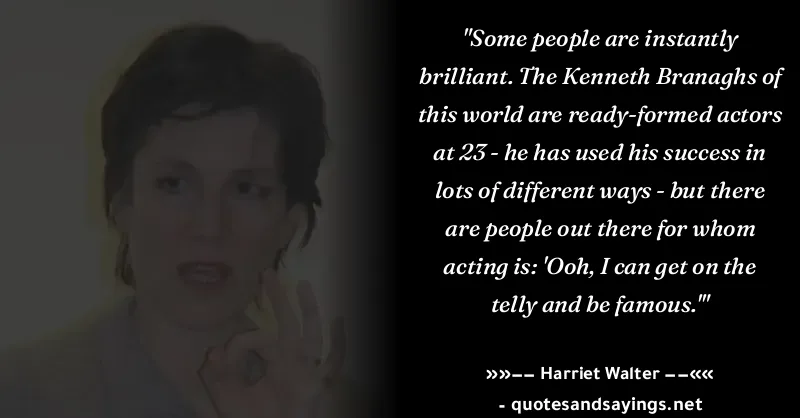 "Some people are instantly
brilliant. The Kenneth Branaghs of
this world are ready-formed actors
at 23 - he has used his success in
lots of different ways - but there
are people out there for whom
acting is: 'Ooh, I can get on the
telly and be famous.'"
»»–– Harriet Walter ––««
- quotesandsayings.net